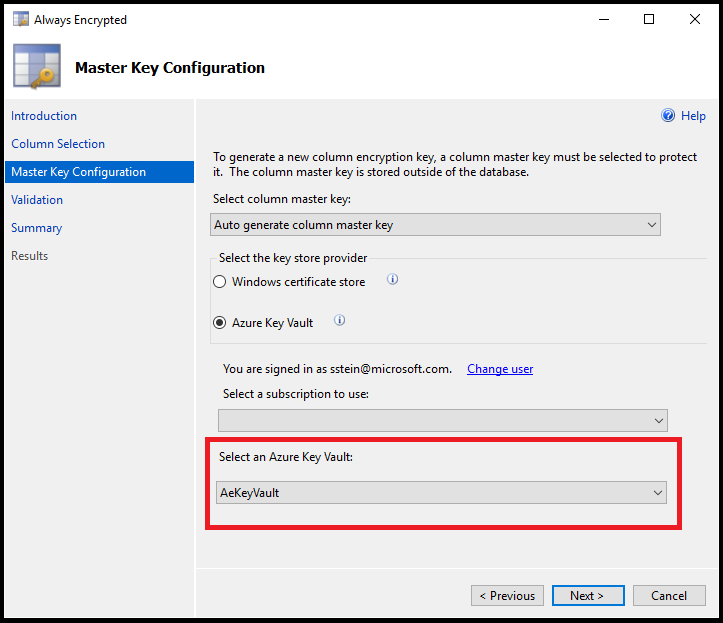 Always Encrypted
Master Key Configuration
Introduction
Column Selection
Master Key Configuration
Validation
Summary
Results
Help
To generate a new column encryption key, a column master key must be selected to protect
it. The column master key is stored outside of the database.
Select column master key:
Auto generate column master key
Select the key store provider
Windows certificate store
Azure Key Vault
You are signed in as sstein@microsoft.com. Change user
Select a subscription to use:
Select an Azure Key Vault:
AeKeyVault
< Previous Next > Cancel